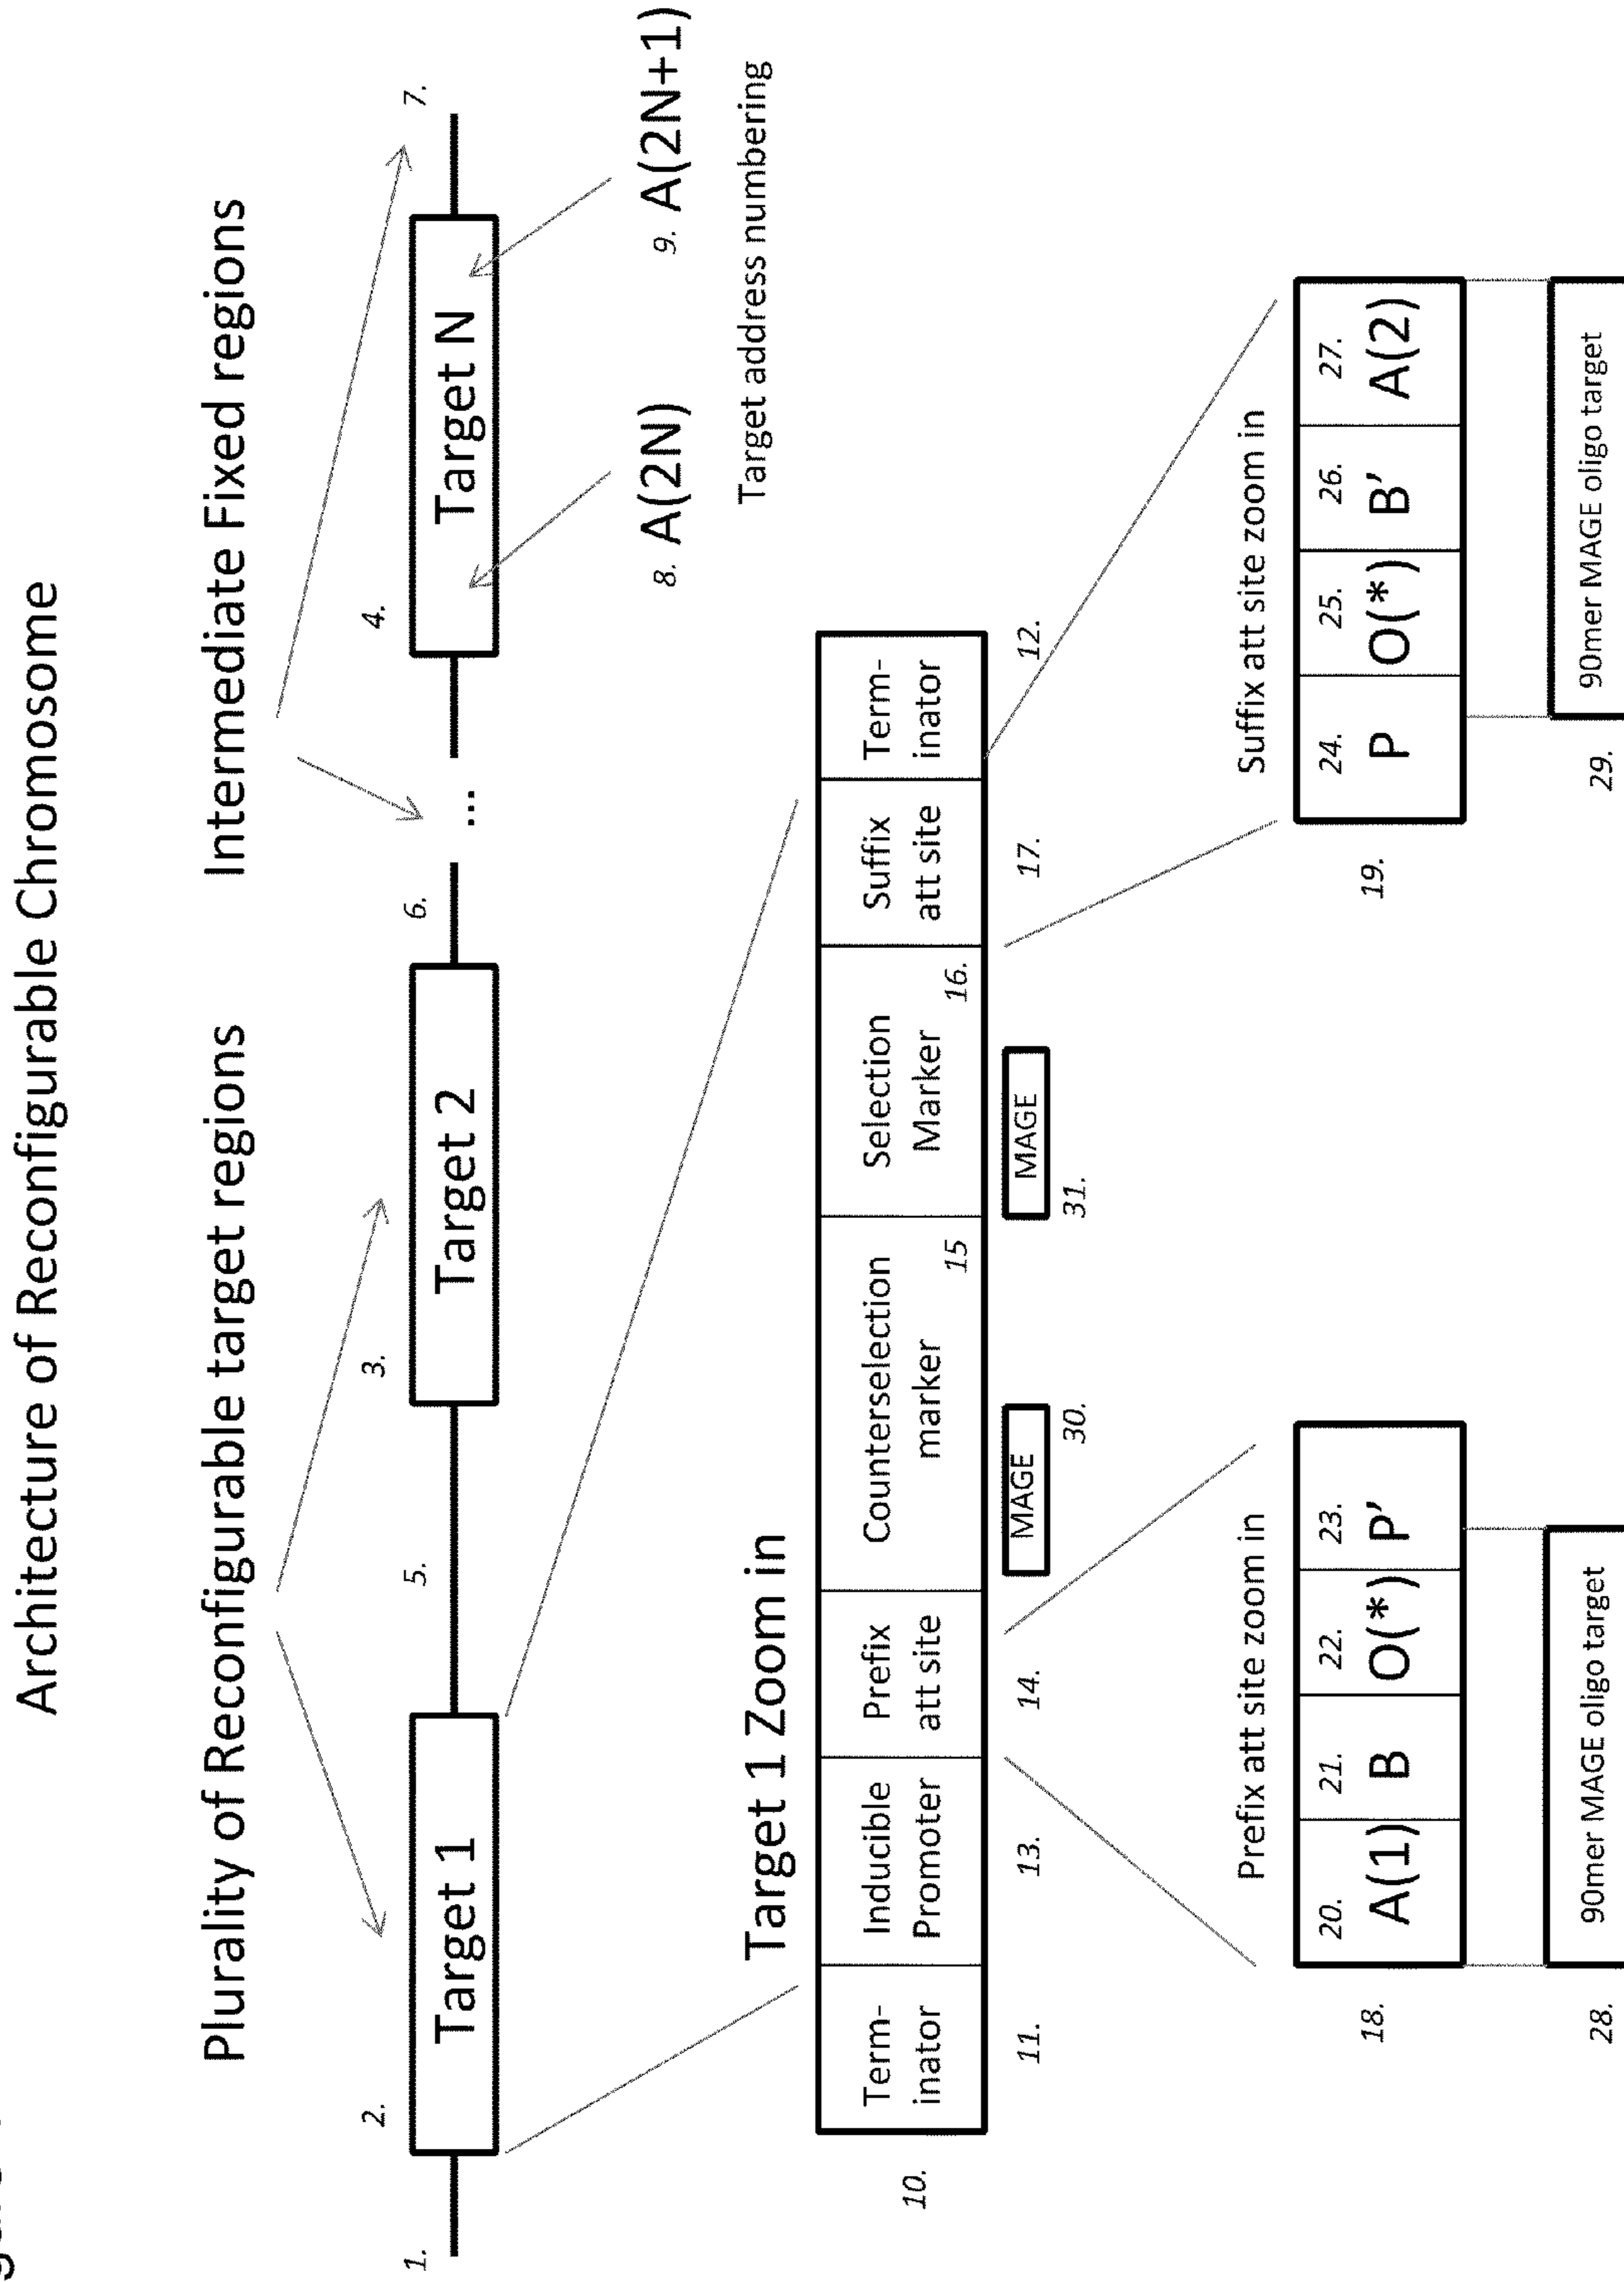 Architecture of Reconfigurable Chromosome
Plurality of Reconfigurable target regions
Intermediate Fixed regions
1.
2.
Target 1
5.
3.
Target 2
6.
...
4.
Target N
7.
8. A(2N)
9. A(2N+1)
Target address numbering
Target 1 Zoom in
10.
Term-
inator
11.
Inducible
Promoter
13.
Prefix
att site
14.
Counterselection
marker
15
Selection
Marker
16.
Suffix
att site
17.
Term-
inator
12.
MAGE
30.
MAGE
31.
Prefix att site zoom in
18.
20. 21. 22. 23.
A(1) B O(*) P'
28.
90mer MAGE oligo target
Suffix att site zoom in
19.
24. 25. 26. 27.
P O(*) B' A(2)
29.
90mer MAGE oligo target